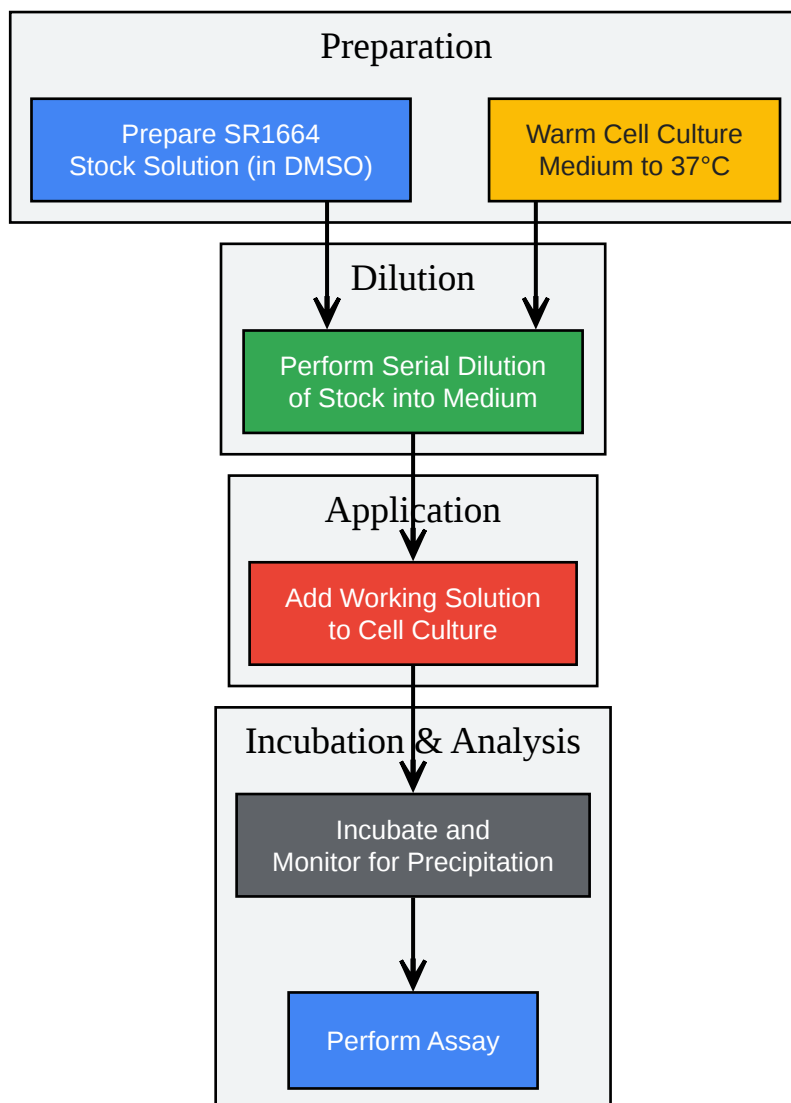 Preparation
Prepare SR1664
Stock Solution (in DMSO)
Warm Cell Culture
Medium to 37°C
Dilution
Perform Serial Dilution
of Stock into Medium
Application
Add Working Solution
to Cell Culture
Incubation & Analysis
Incubate and
Monitor for Precipitation
Perform Assay